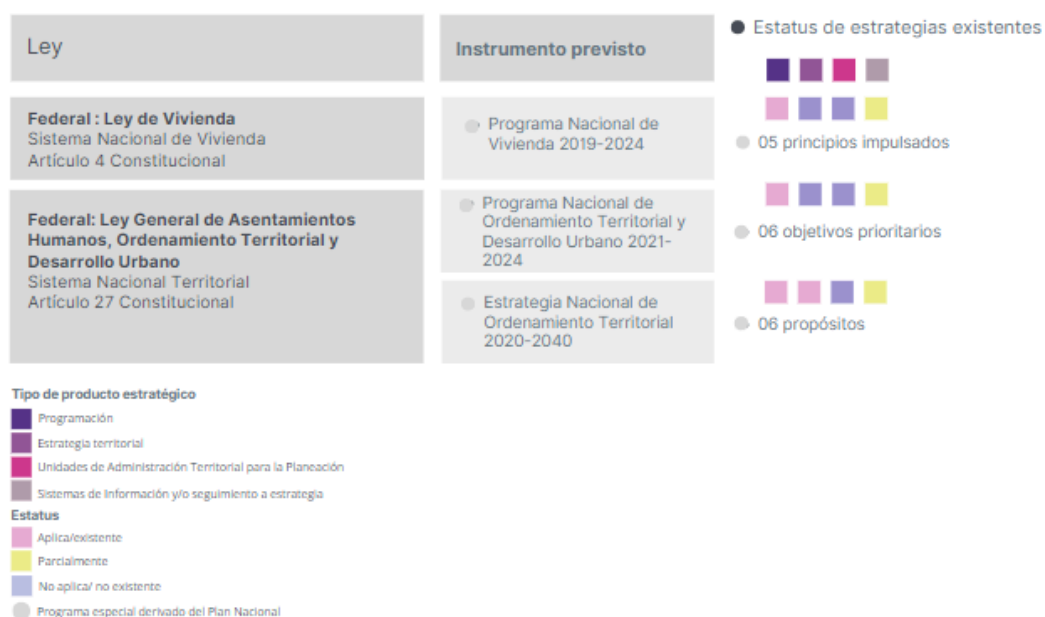 Ley
Instrumento previsto
Estatus de estrategias existentes
Federal : Ley de Vivienda
Sistema Nacional de Vivienda
Artículo 4 Constitucional
Programa Nacional de
Vivienda 2019-2024
05 principios impulsados
Federal: Ley General de Asentamientos
Humanos, Ordenamiento Territorial y
Desarrollo Urbano
Sistema Nacional Territorial
Artículo 27 Constitucional
Programa Nacional de
Ordenamiento Territorial y
Desarrollo Urbano 2021-
2024
06 objetivos prioritarios
Estrategia Nacional de
Ordenamiento Territorial
2020-2040
06 propósitos
Tipo de producto estratégico
Programación
Estrategia territorial
Unidades de Administración Territorial para la Planeación
Sistemas de Información y/o seguimiento a estrategia
Estatus
Aplica/existente
Parcialmente
No aplica/ no existente
Programa especial derivado del Plan Nacional